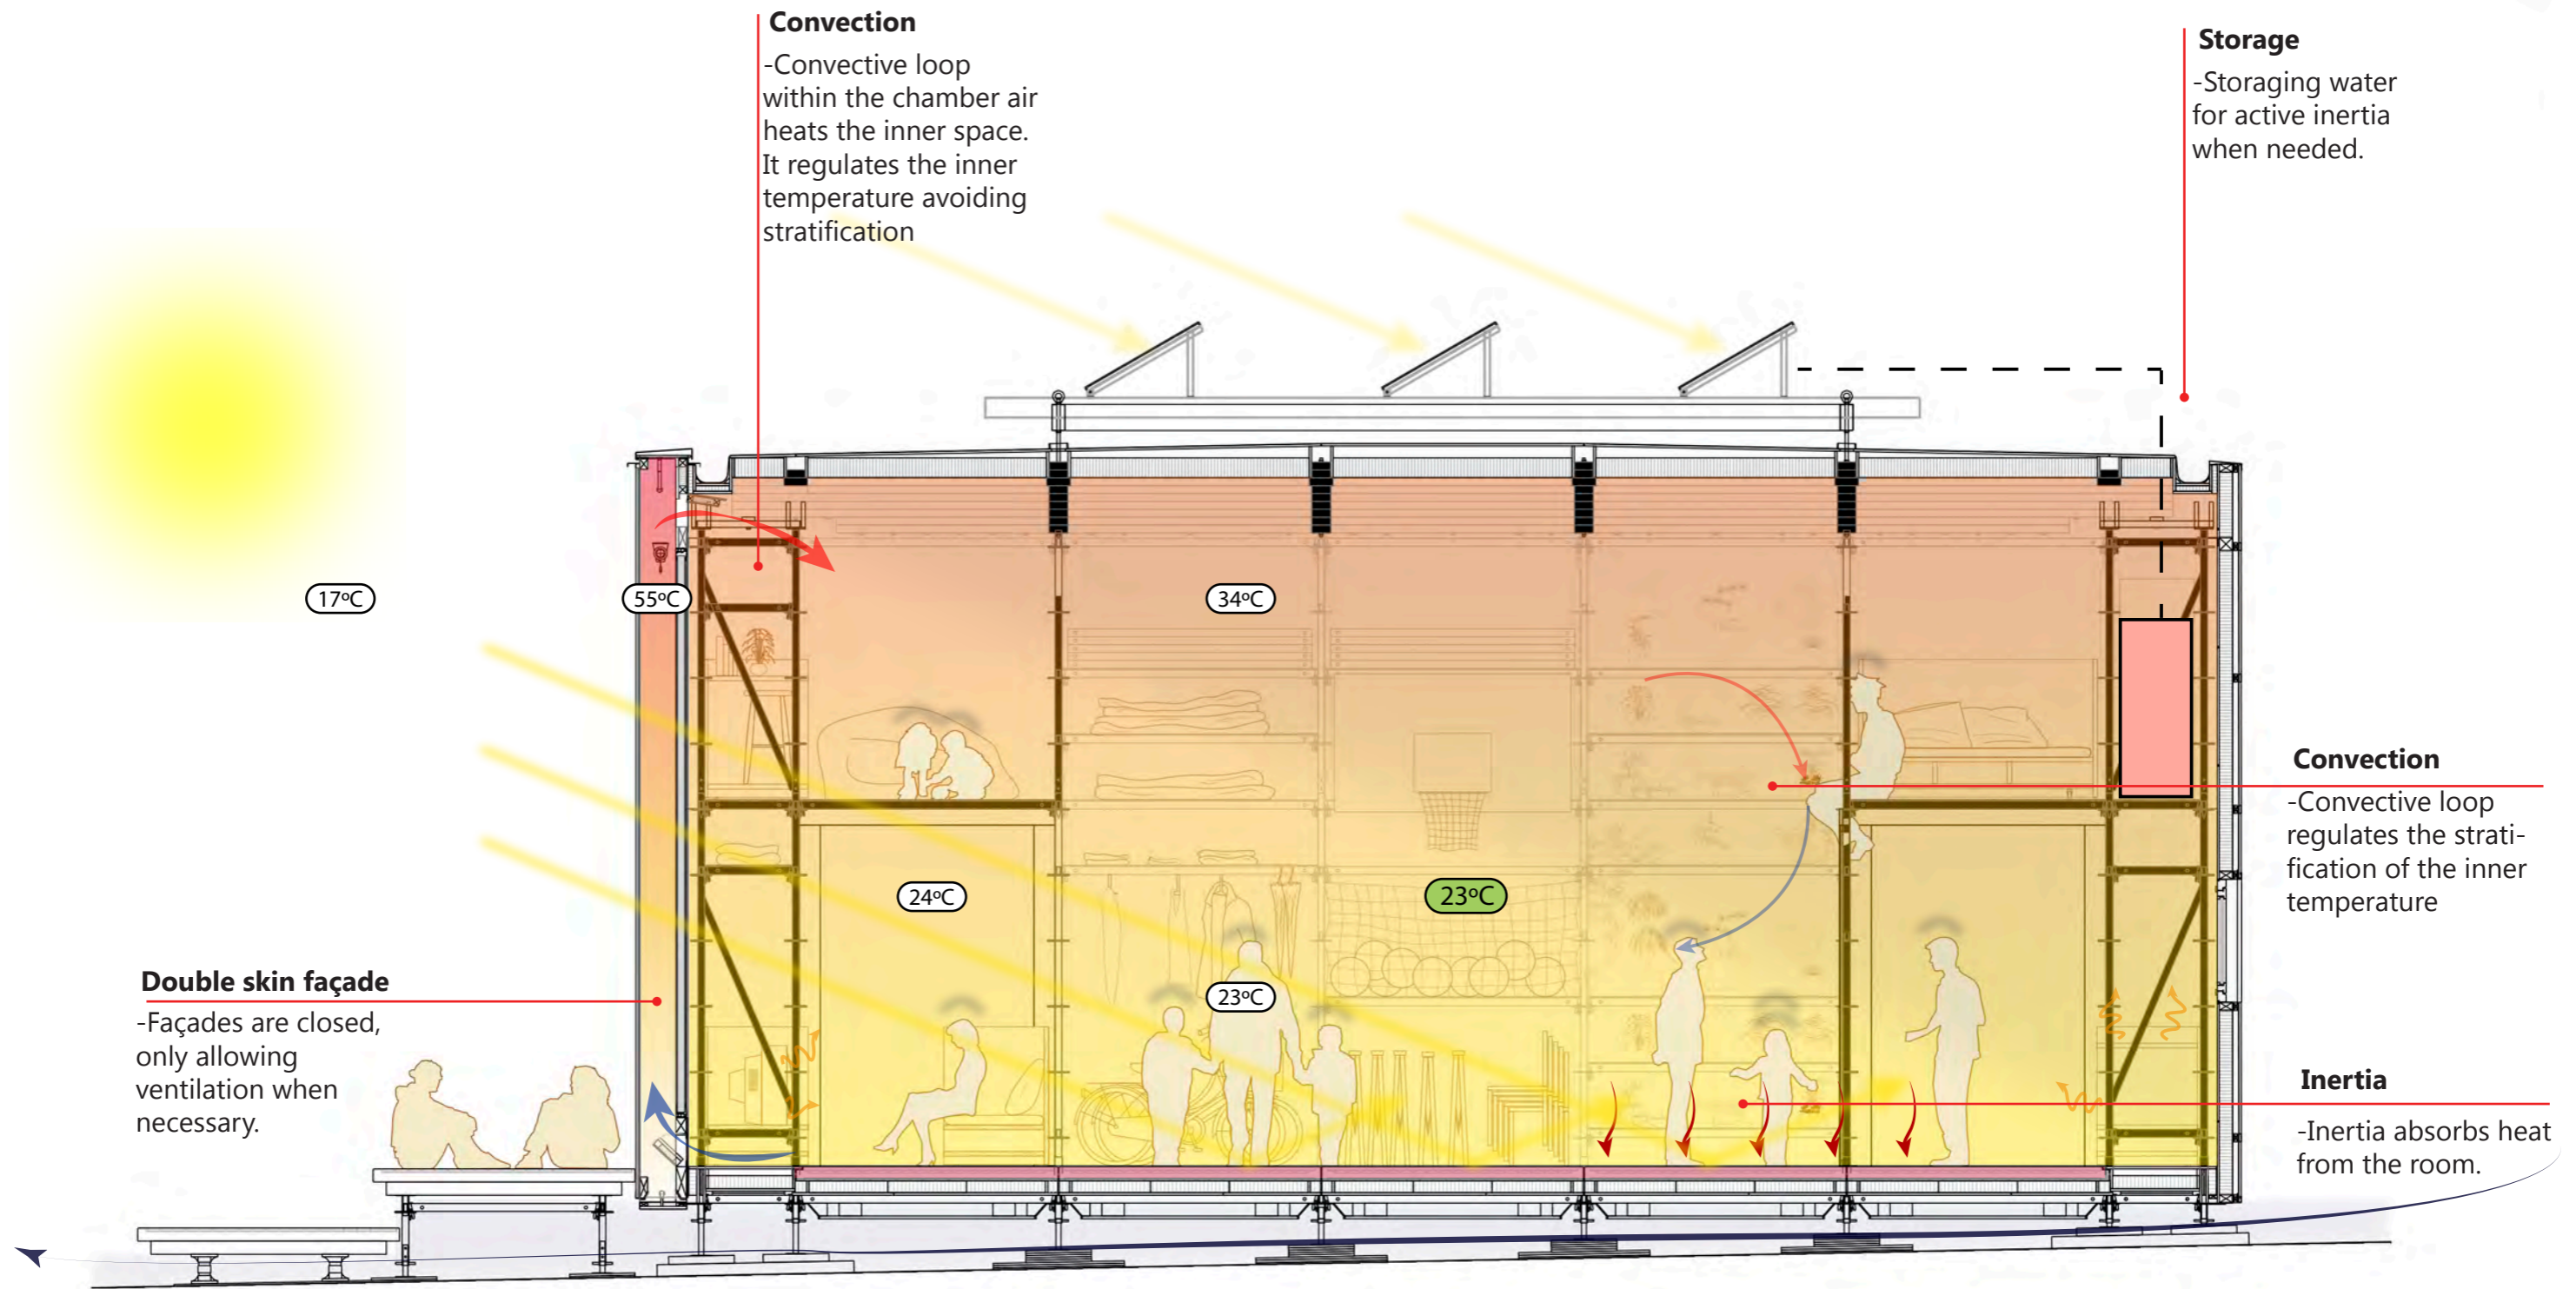 Convection
-Convective loop
within the chamber air
heats the inner space.
It regulates the inner
temperature avoiding
stratification
Storage
-Storaging water
for active inertia
when needed.
17ºC
55ºC
34ºC
Convection
-Convective loop
regulates the strati-
fication of the inner
temperature
24ºC
23ºC
23ºC
Double skin façade
-Façades are closed,
only allowing
ventilation when
necessary.
Inertia
-Inertia absorbs heat
from the room.